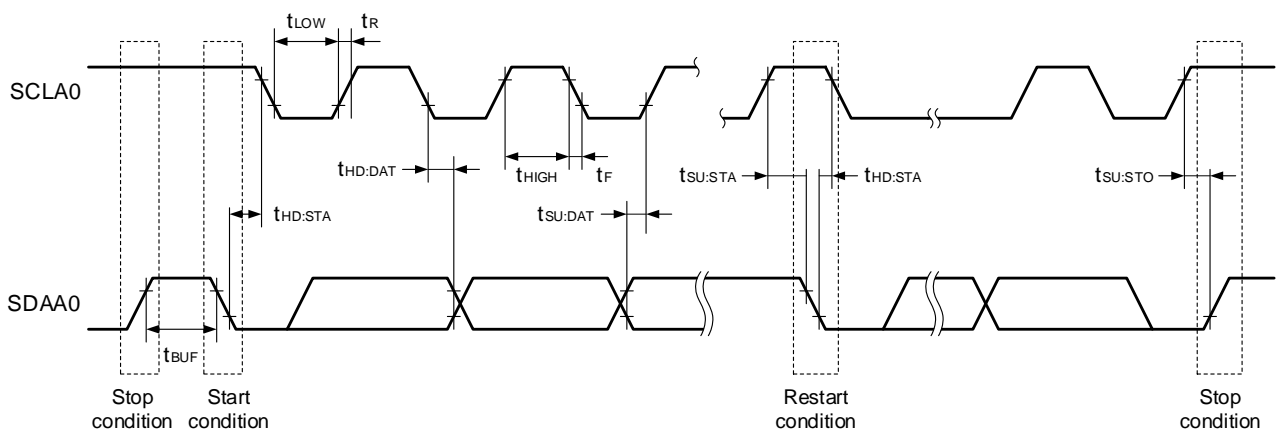 tLOW tR
SCLA0
tHD:DAT tHIGH tF tSU:STA tHD:STA tSU:STO
tHD:STA tSU:DAT
SDAA0
tBUF
Stop condition
Start condition
Restart condition
Stop condition